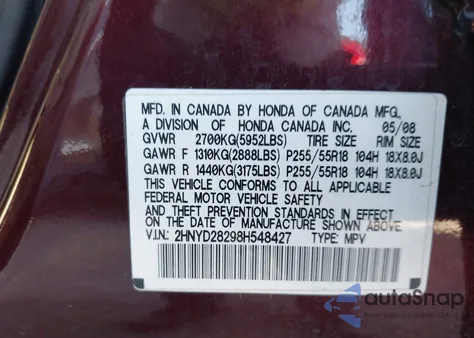 MFD. IN CANADA BY HONDA OF CANADA MFG.,
A DIVISION OF HONDA CANADA INC. 05/08
GVWR 2700KG(5952LBS) TIRE SIZE RIM SIZE
GAWR F 1310KG(2888LBS) P255/55R18 104H 18X8.0J
GAWR R 1440KG(3175LBS) P255/55R18 104H 18X8.0J
THIS VEHICLE CONFORMS TO ALL APPLICABLE
FEDERAL MOTOR VEHICLE SAFETY
AND THEFT PREVENTION STANDARDS IN EFFECT
ON THE DATE OF MANUFACTURE SHOWN ABOVE.
V.I.N: 2HNYD28298H548427 TYPE: MPV
autoSnap